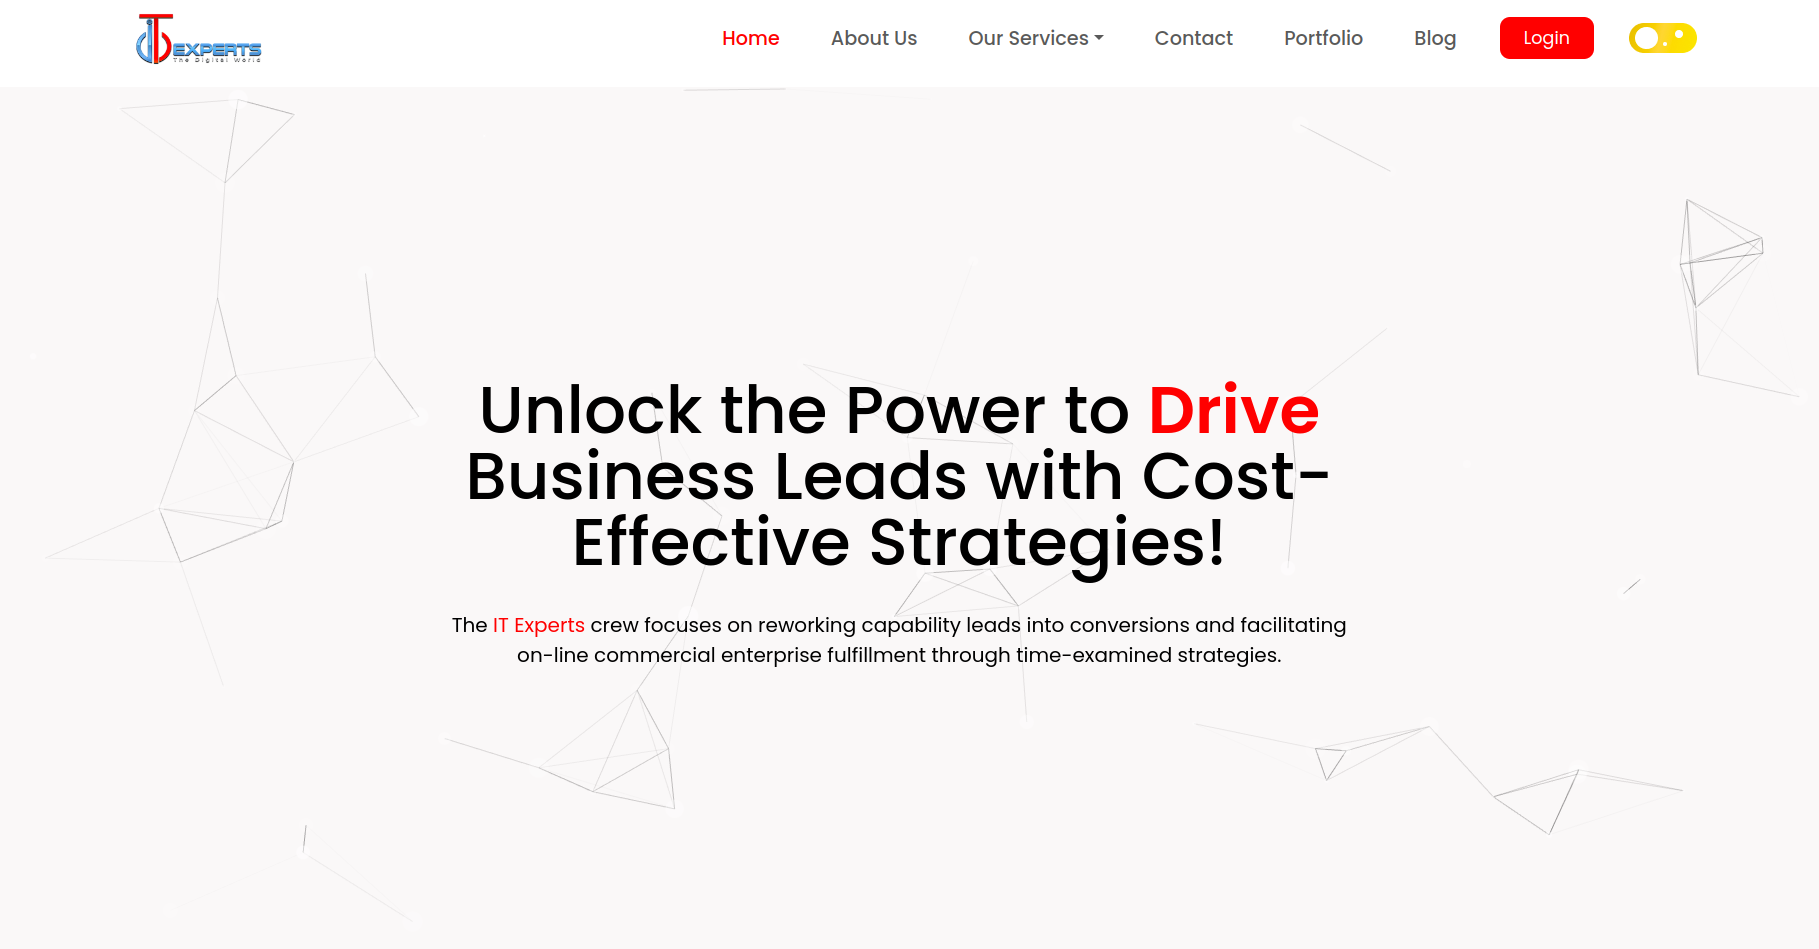 EXPERTS
The Digital World
Home About Us Our Services Contact Portfolio Blog Login
Unlock the Power to Drive
Business Leads with Cost-
Effective Strategies!
The IT Experts crew focuses on reworking capability leads into conversions and facilitating
on-line commercial enterprise fulfillment through time-examined strategies.